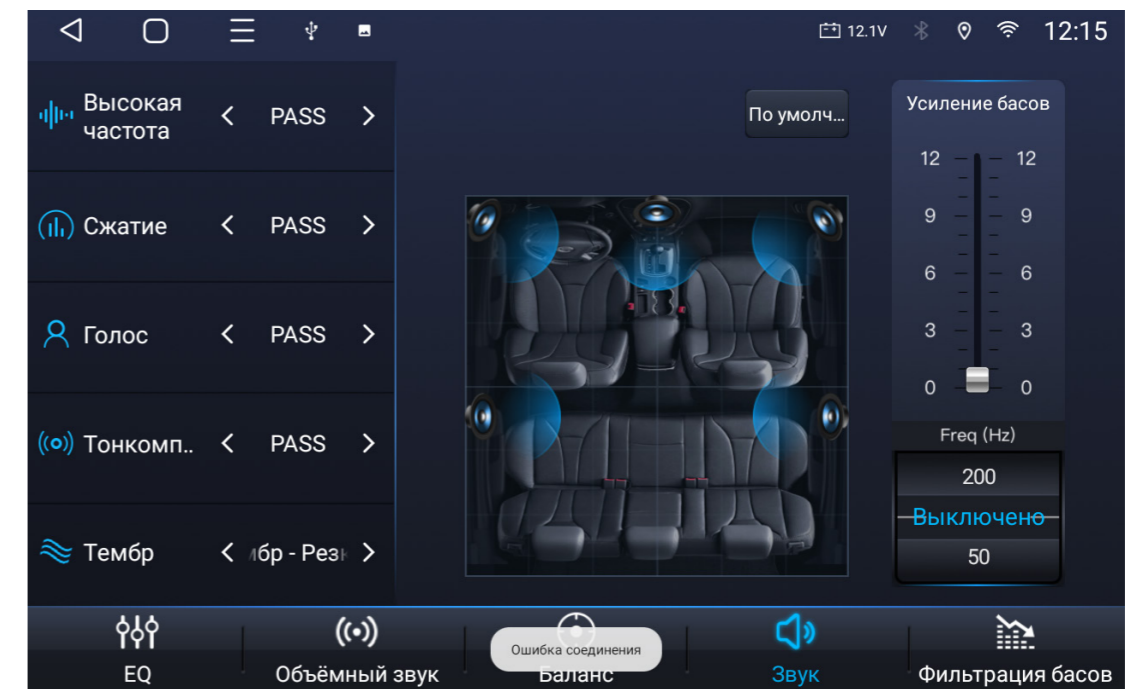 12.1V
12:15
Высокая
частота
PASS
По умолч...
Усиление басов
12 12
9 9
6 6
3 3
0 0
Сжатие
PASS
Голос
PASS
Тонкомп..
PASS
Тембр
мбр - Резк
Freq (Hz)
200
Выключено
50
EQ
Объёмный звук
Баланс
Ошибка соединения
Звук
Фильтрация басов